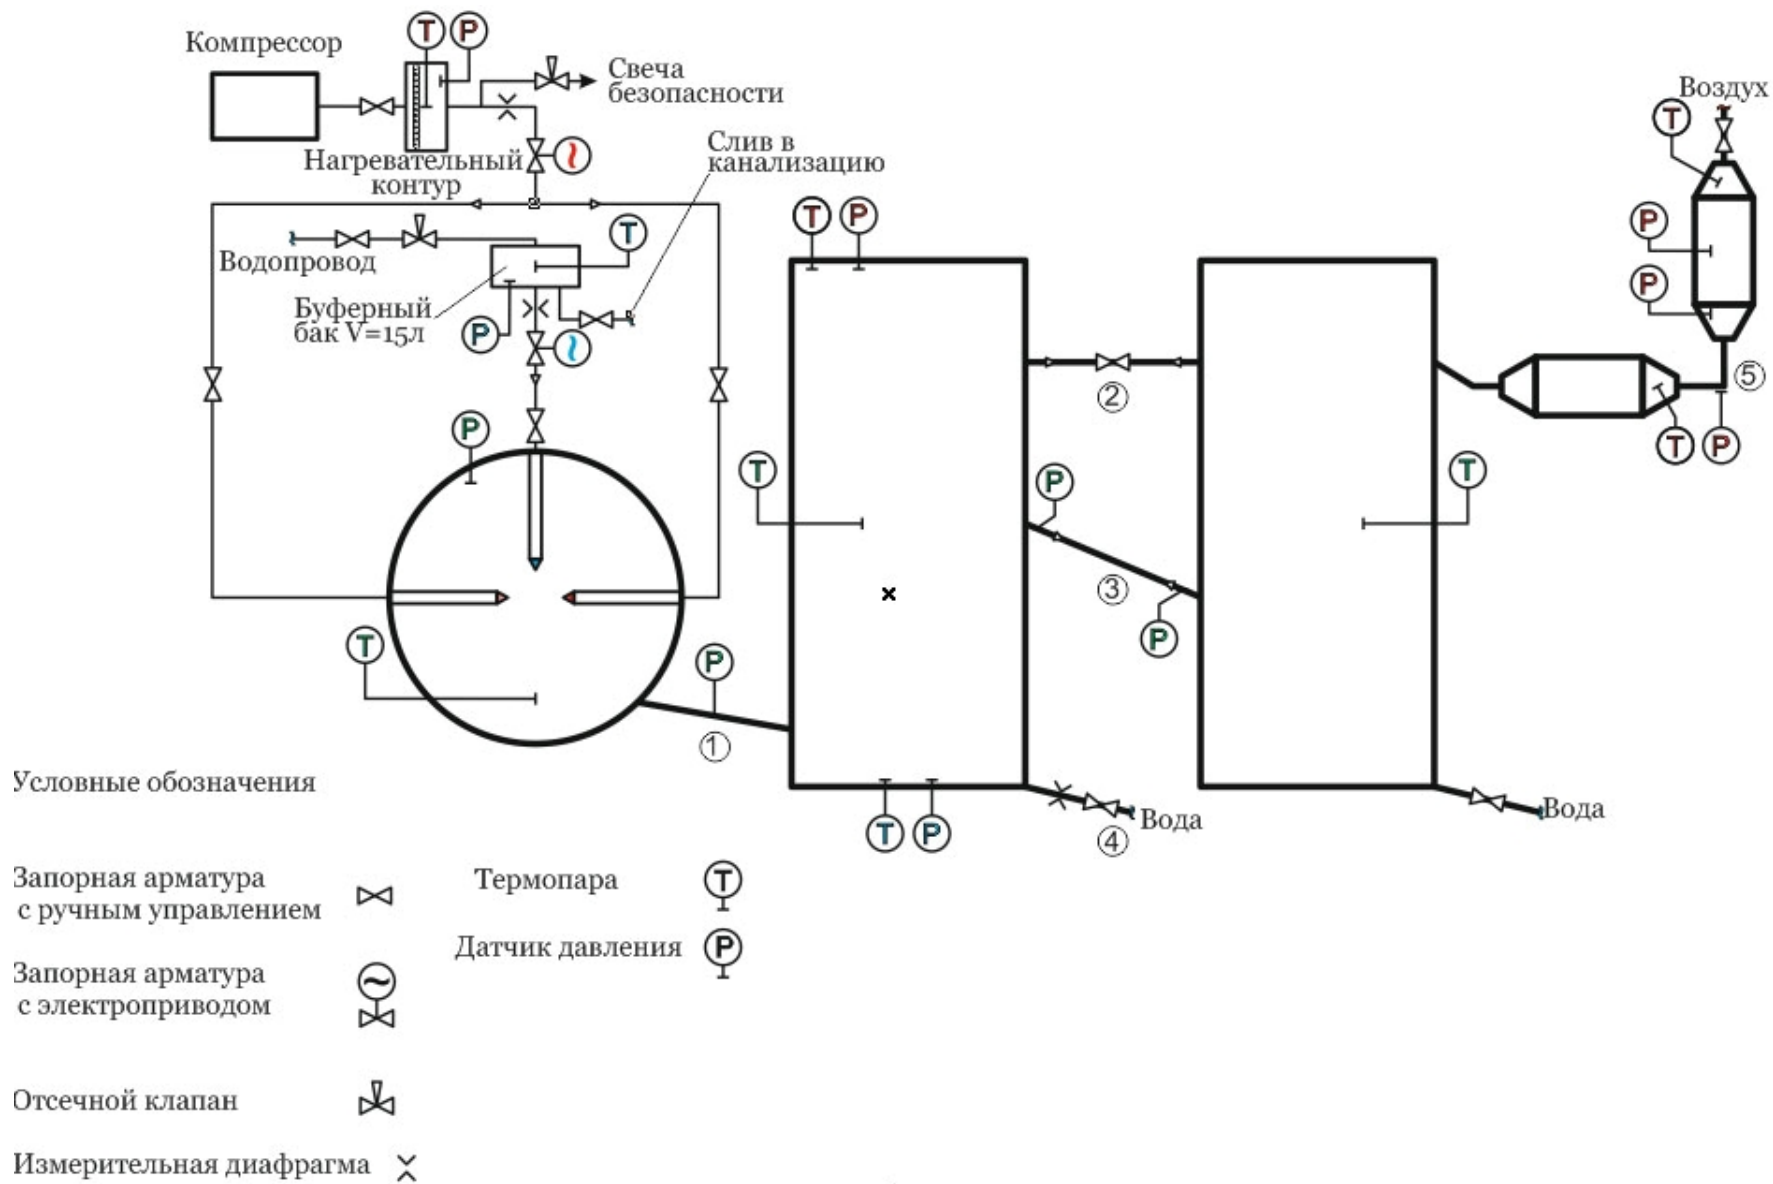 Компрессор
T
P
Свеча
безопасности
Воздух
T
Слив в
канализацию
Нагревательный
контур
T
P
T
P
Водопровод
Буферный
бак V=15л
P
P
2
5
P
T
P
T
P
T
3
P
T
P
1
Условные обозначения
T
P
4
Вода
Вода
Запорная арматура
с ручным управлением
Термопара
T
Датчик давления
P
Запорная арматура
с электроприводом
Отсечной клапан
Измерительная диафрагма